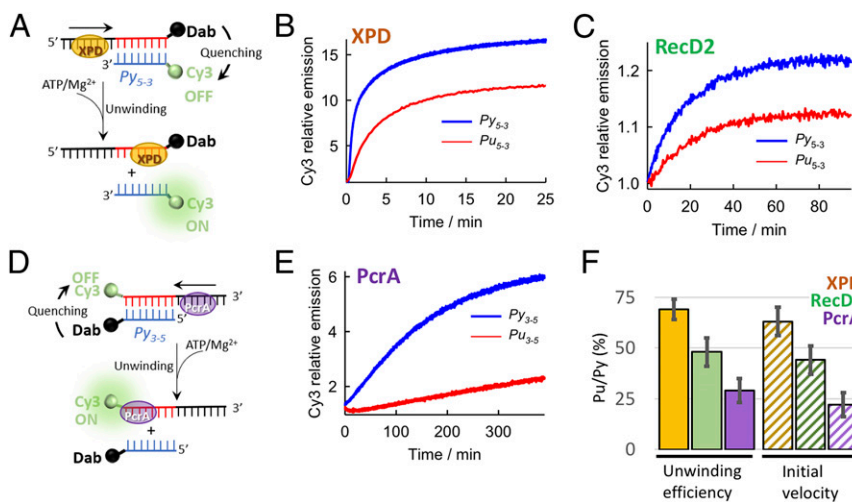 A
Dab
XPD
5′
3′
Py5-3
Quenching
Cy3
OFF
ATP/Mg2+
Unwinding
Dab
XPD
+
3′
Cy3
ON
B
XPD
Cy3 relative emission
15
10
5
Py5-3
Pu5-3
0 5 10 15 20 25
Time / min
C
RecD2
Cy3 relative emission
1.2
1.1
1.0
Py5-3
Pu5-3
0 20 40 60 80
Time / min
D
OFF
Cy3
Quenching
PcrA
3′
Dab
5′
Py3-5
ATP/Mg2+
Unwinding
Cy3
ON
PcrA
3′
+
5′
Dab
E
PcrA
Cy3 relative emission
6
4
2
Py3-5
Pu3-5
0 100 200 300
Time / min
F
XP
RecD
PcrA
Pu/Py (%)
75
50
25
0
Unwinding
efficiency
Initial
velocity